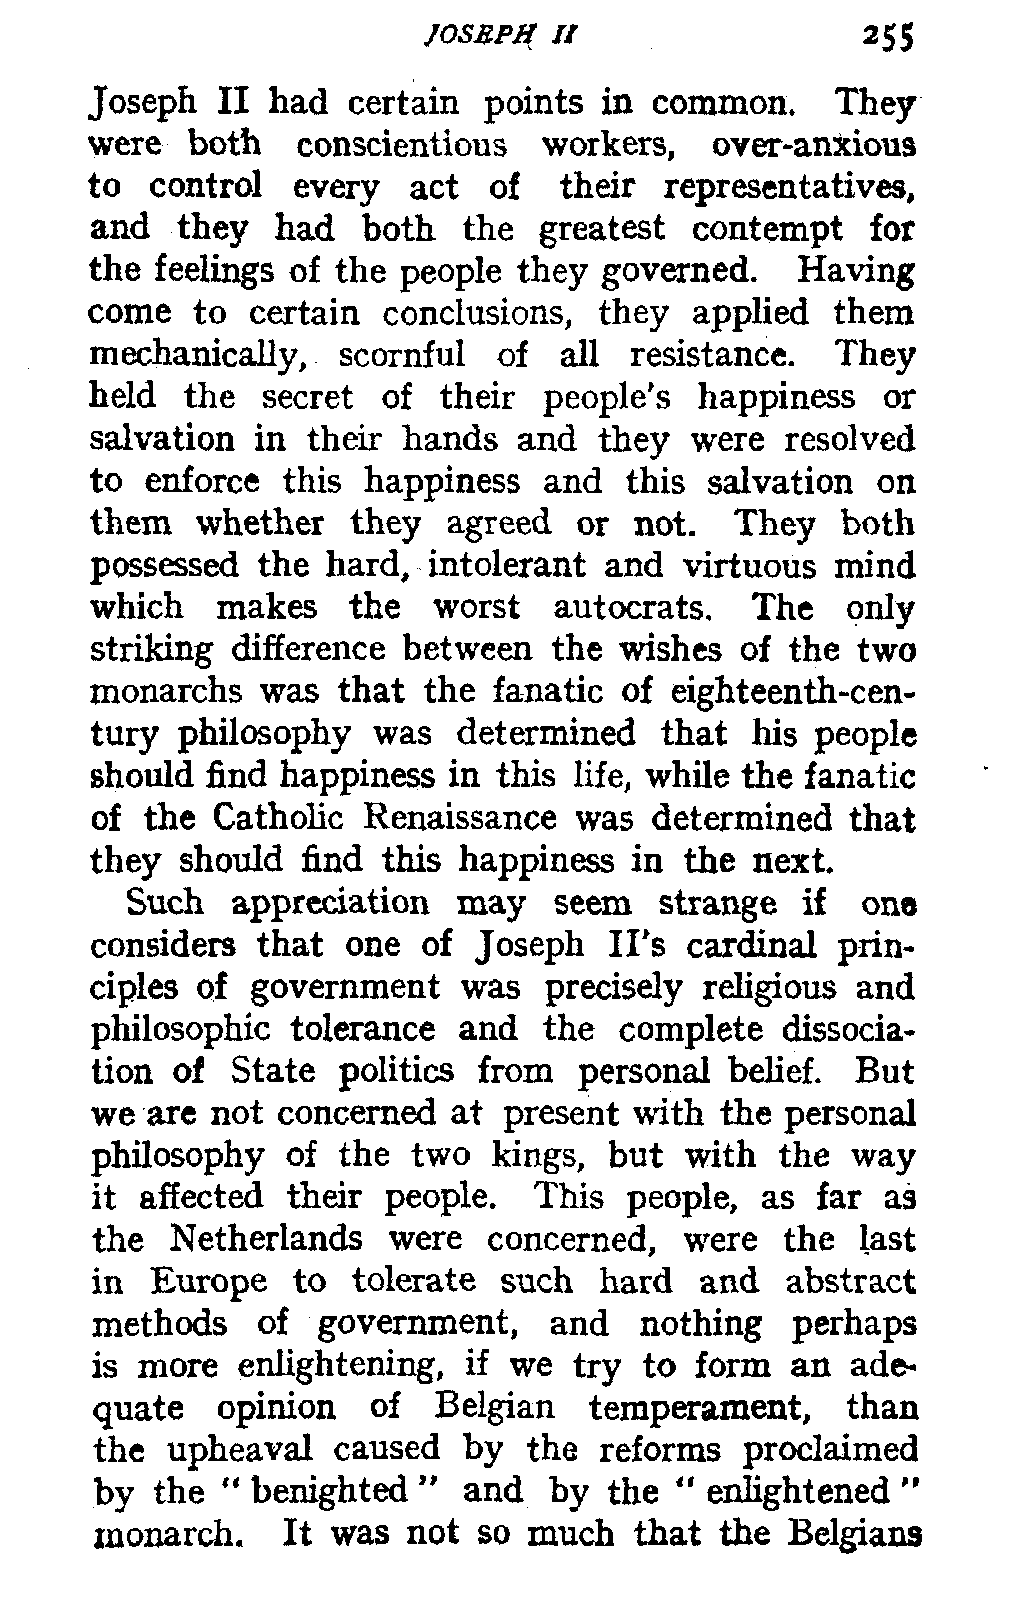 JOSEPH II 255
Joseph II had certain points in common. They
were both conscientious workers, over-anxious
to control every act of their representatives,
and they had both the greatest contempt for
the feelings of the people they governed. Having
come to certain conclusions, they applied them
mechanically, scornful of all resistance. They
held the secret of their people's happiness or
salvation in their hands and they were resolved
to enforce this happiness and this salvation on
them whether they agreed or not. They both
possessed the hard, intolerant and virtuous mind
which makes the worst autocrats. The only
striking difference between the wishes of the two
monarchs was that the fanatic of eighteenth-cen-
tury philosophy was determined that his people
should find happiness in this life, while the fanatic
of the Catholic Renaissance was determined that
they should find this happiness in the next.
Such appreciation may seem strange if one
considers that one of Joseph II's cardinal prin-
ciples of government was precisely religious and
philosophic tolerance and the complete dissocia-
tion of State politics from personal belief. But
we are not concerned at present with the personal
philosophy of the two kings, but with the way
it affected their people. This people, as far as
the Netherlands were concerned, were the last
in Europe to tolerate such hard and abstract
methods of government, and nothing perhaps
is more enlightening, if we try to form an ade-
quate opinion of Belgian temperament, than
the upheaval caused by the reforms proclaimed
by the " benighted " and by the " enlightened "
monarch. It was not so much that the Belgians